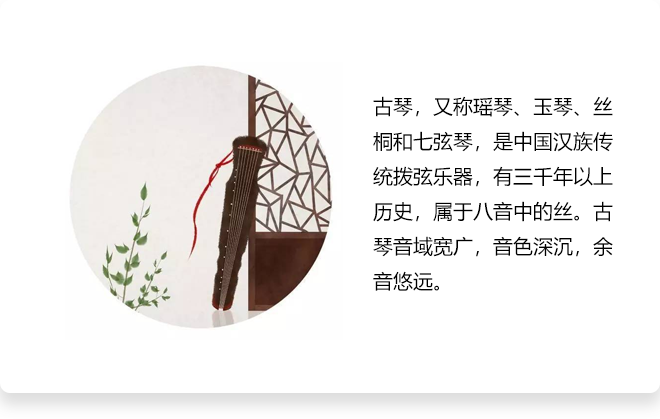 古琴，又称瑶琴、玉琴、丝
桐和七弦琴，是中国汉族传
统拨弦乐器，有三千年以上
历史，属于八音中的丝。古
琴音域宽广，音色深沉，余
音悠远。